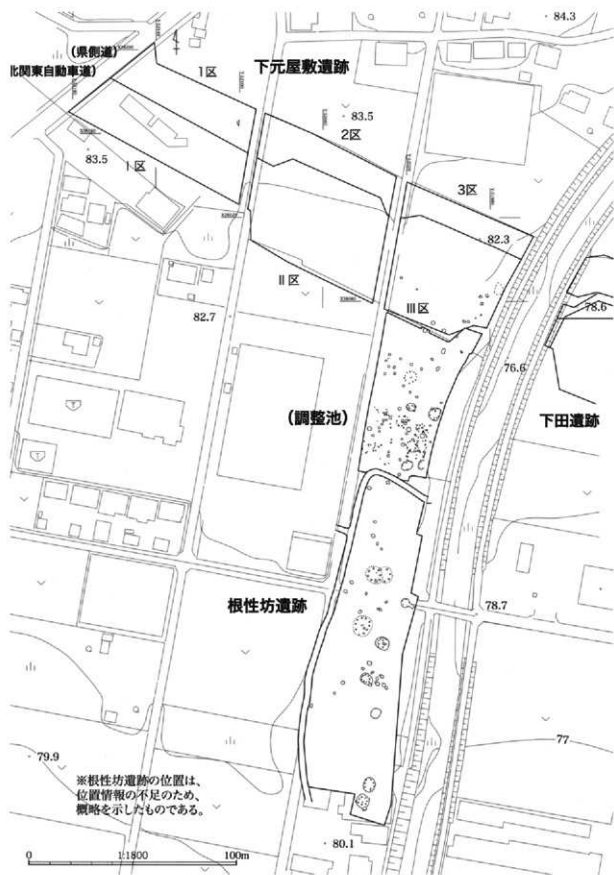 84.3
(県側道)
北関東自動車道)
下元屋敷遺跡
1区
83.5
2区
83.5
I区
3区
82.3
II区
III区
78.6
82.7
76.6
(調整池)
下田遺跡
根性坊遺跡
78.7
77
79.9
※根性坊遺跡の位置は、
位置情報の不足のため、
概略を示したものである。
0 1:1800 100m
80.1